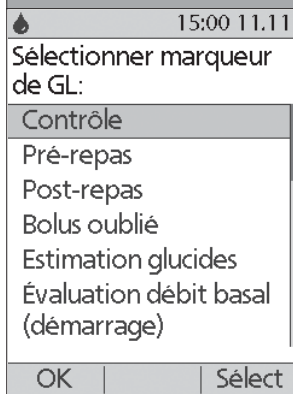 15:00 11.11
Sélectionner marqueur
de GL:
Contrôle
Pré-repas
Post-repas
Bolus oublié
Estimation glucides
Évaluation débit basal
(démarrage)
OK Sélect